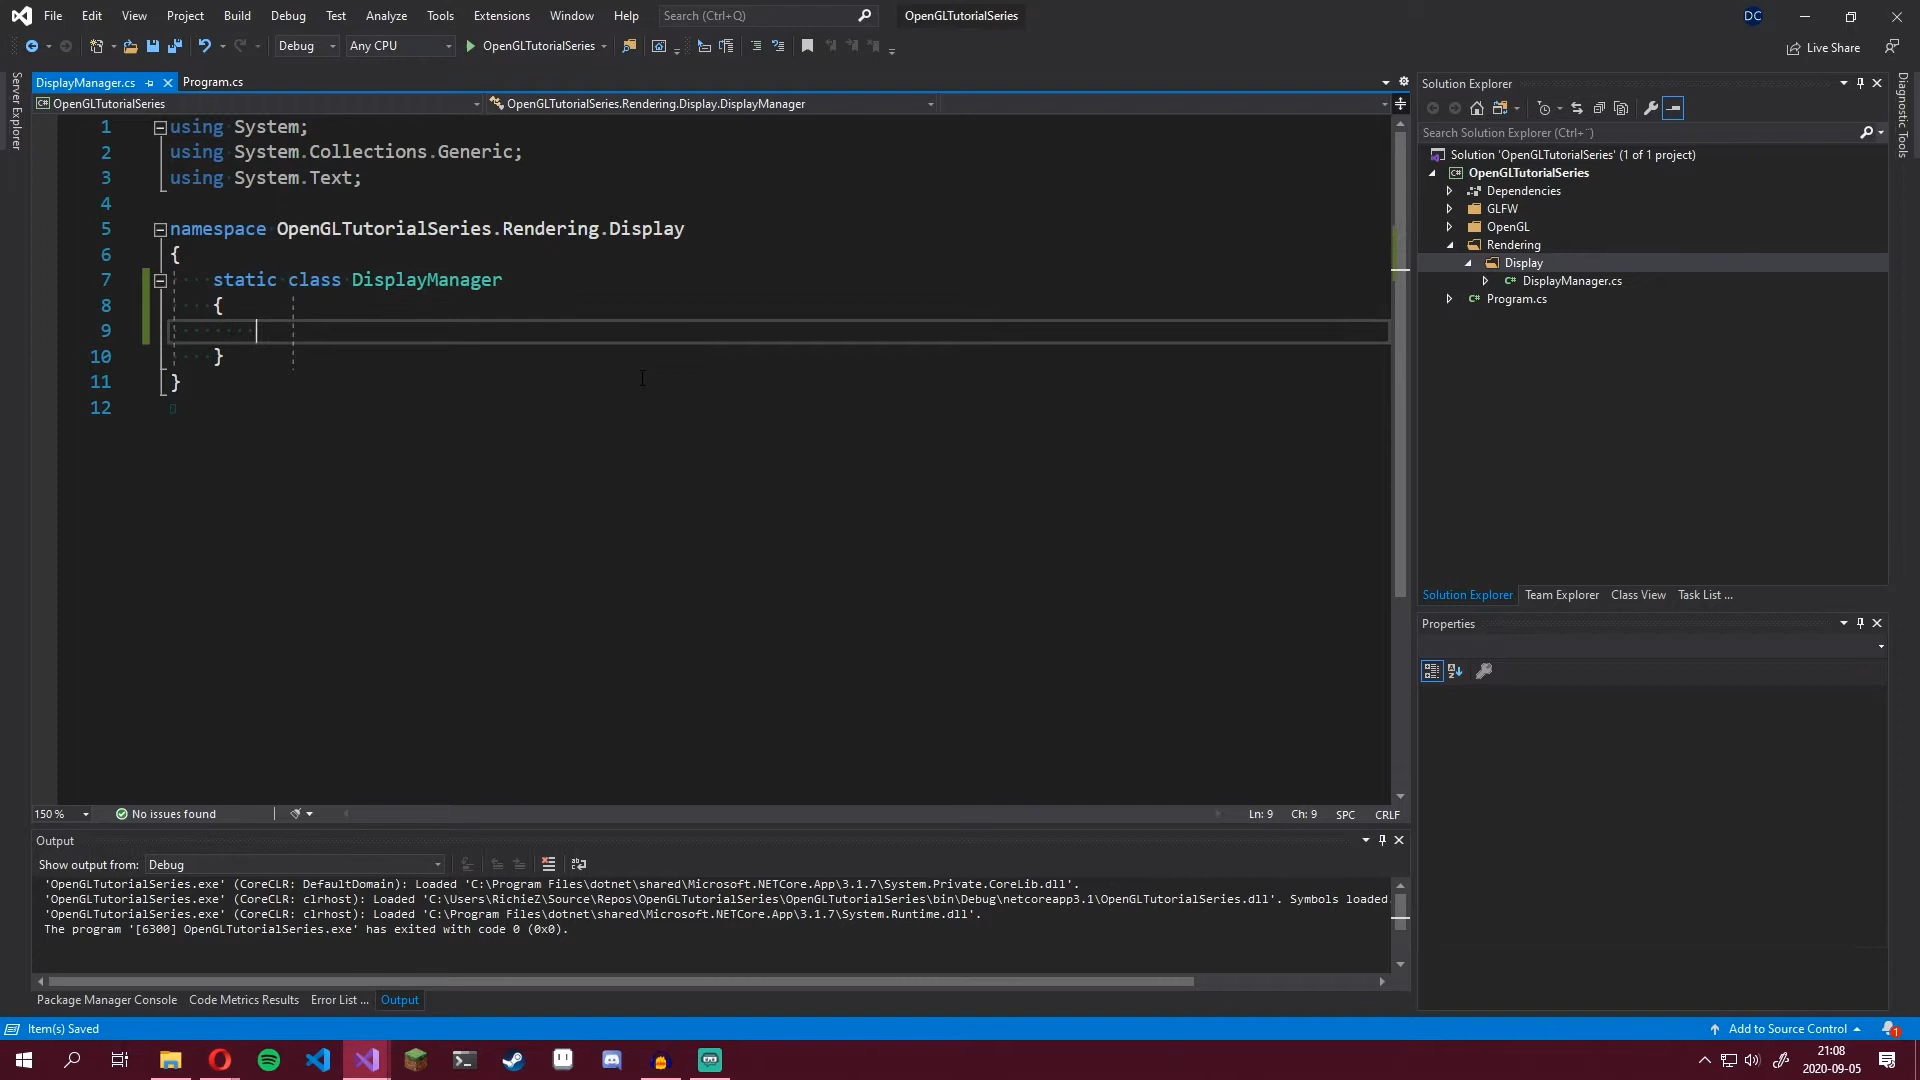 File Edit View Project Build Debug Test Analyze Tools Extensions Window Help Search (Ctrl+Q) OpenGLTutorialSeries DC
Debug Any CPU OpenGLTutorialSeries Live Share
Server Explorer
DisplayManager.cs Program.cs
OpenGLTutorialSeries OpenGLTutorialSeries.Rendering.Display.DisplayManager
1 using System;
2 using System.Collections.Generic;
3 using System.Text;
4
5 namespace OpenGLTutorialSeries.Rendering.Display
6 {
7 static class DisplayManager
8 {
9
10 }
11 }
12
150 % No issues found Ln: 9 Ch: 9 SPC CRLF
Output
Show output from: Debug
'OpenGLTutorialSeries.exe' (CoreCLR: DefaultDomain): Loaded 'C:\Program Files\dotnet\shared\Microsoft.NETCore.App\3.1.7\System.Private.CoreLib.dll'.
'OpenGLTutorialSeries.exe' (CoreCLR: clrhost): Loaded 'C:\Users\RichieZ\Source\Repos\OpenGLTutorialSeries\OpenGLTutorialSeries\bin\Debug\netcoreapp3.1\OpenGLTutorialSeries.dll'. Symbols loaded.
'OpenGLTutorialSeries.exe' (CoreCLR: clrhost): Loaded 'C:\Program Files\dotnet\shared\Microsoft.NETCore.App\3.1.7\System.Runtime.dll'.
The program '[6300] OpenGLTutorialSeries.exe' has exited with code 0 (0x0).
Package Manager Console Code Metrics Results Error List ... Output
Solution Explorer
Search Solution Explorer (Ctrl+¨)
Solution 'OpenGLTutorialSeries' (1 of 1 project)
OpenGLTutorialSeries
Dependencies
GLFW
OpenGL
Rendering
Display
C# DisplayManager.cs
C# Program.cs
Solution Explorer Team Explorer Class View Task List ...
Properties
Diagnostic Tools
Item(s) Saved Add to Source Control 1
21:08
2020-09-05